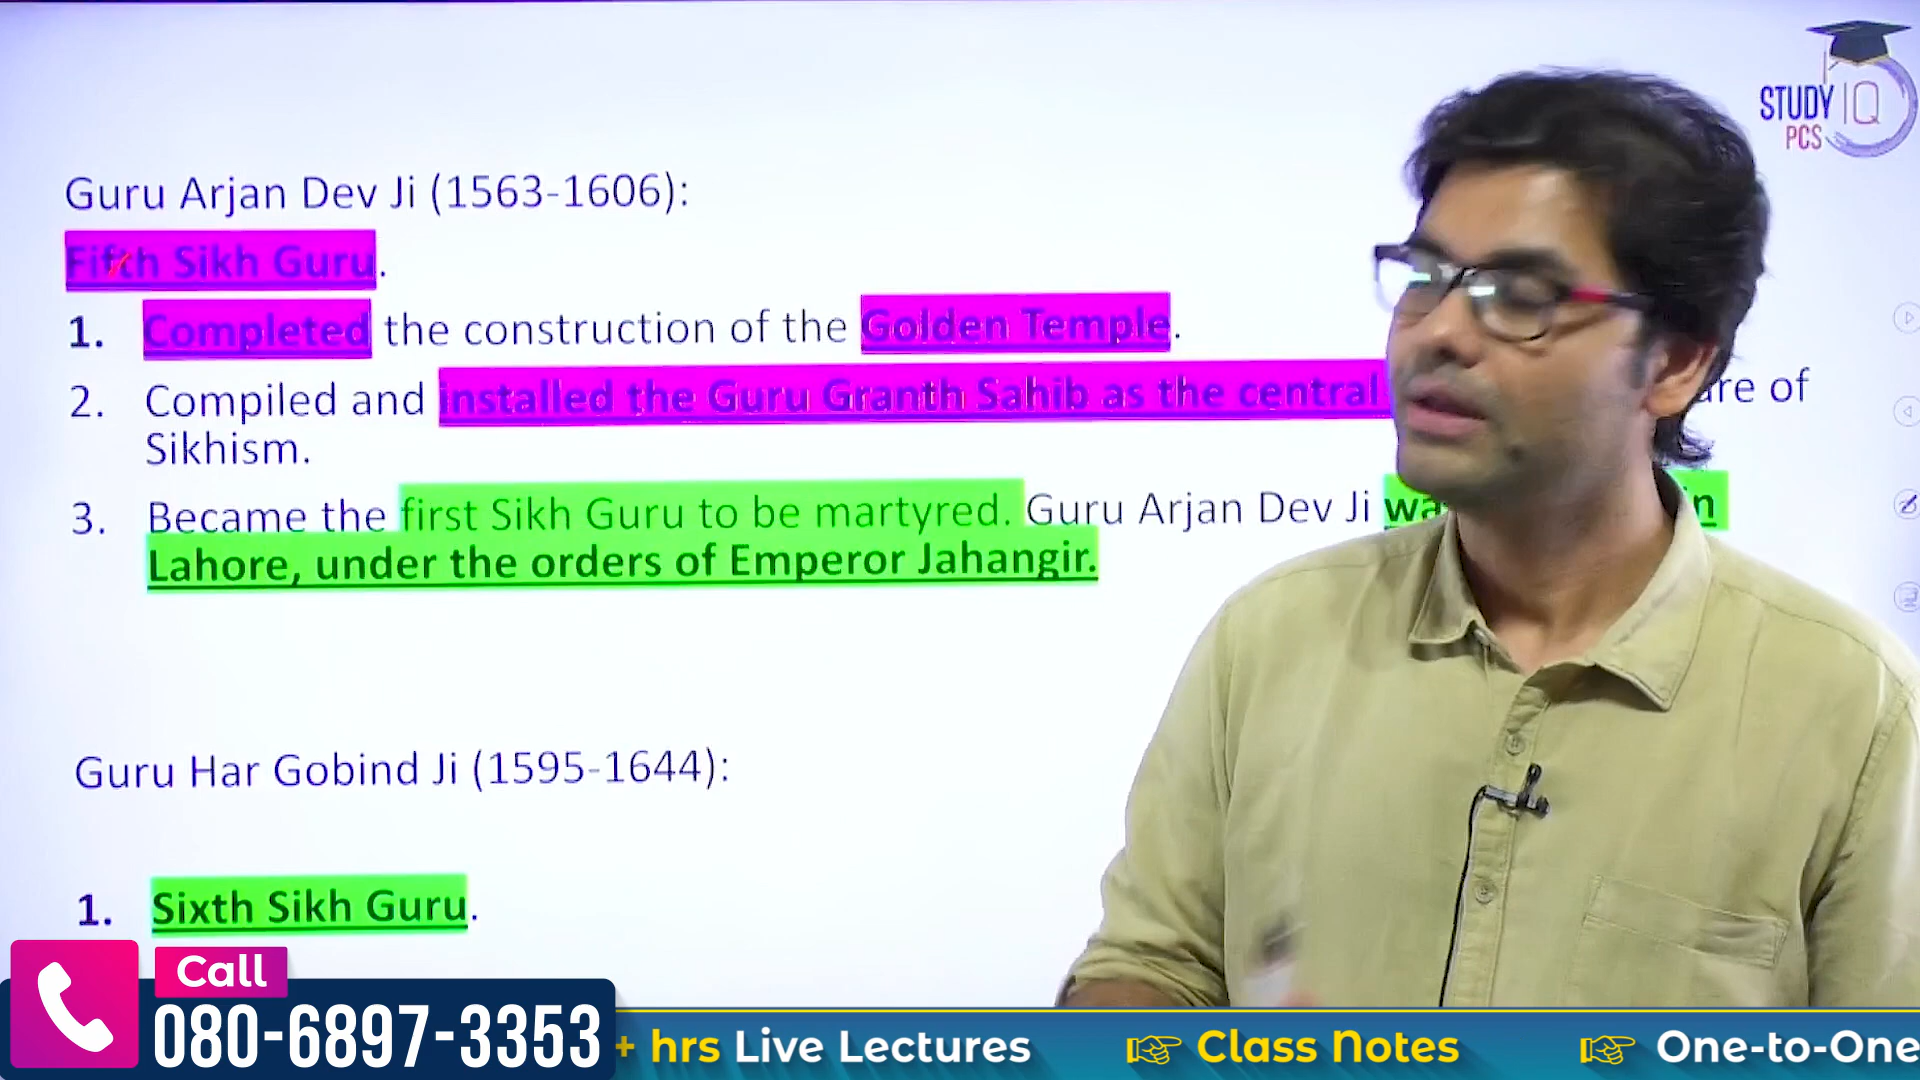 STUDY IQ
PCS
Guru Arjan Dev Ji (1563-1606):
Fifth Sikh Guru.
1. Completed the construction of the Golden Temple.
2. Compiled and installed the Guru Granth Sahib as the central
are of
Sikhism.
3. Became the first Sikh Guru to be martyred. Guru Arjan Dev Ji
in
Lahore, under the orders of Emperor Jahangir.
Guru Har Gobind Ji (1595-1644):
1. Sixth Sikh Guru.
Call
080-6897-3353
+ hrs Live Lectures Class Notes One-to-One